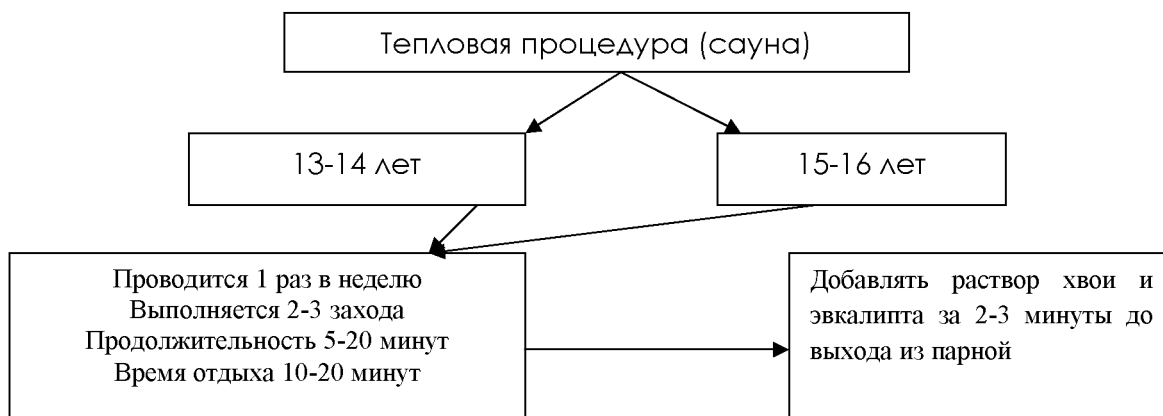 Тепловая процедура (сауна)
13-14 лет
15-16 лет
Проводится 1 раз в неделю
Выполняется 2-3 захода
Продолжительность 5-20 минут
Время отдыха 10-20 минут
Добавлять раствор хвои и
эвкалипта за 2-3 минуты до
выхода из парной